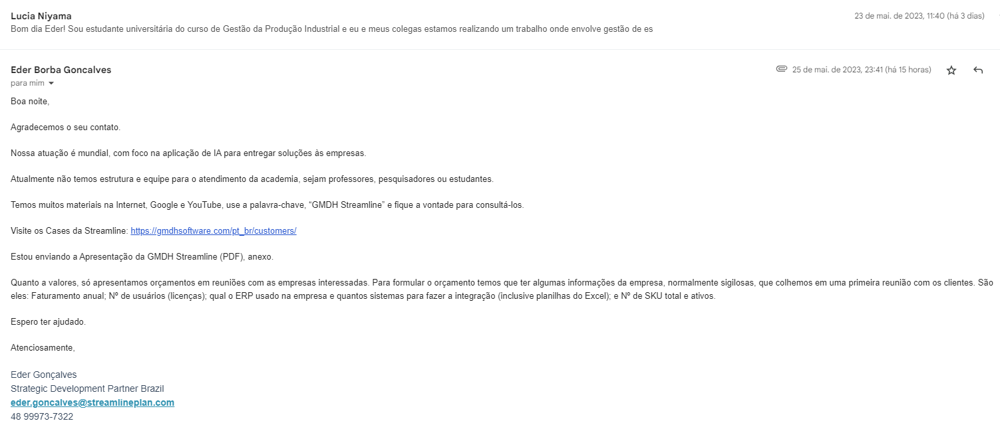 Lucia Niyama
23 de mai. de 2023, 11:40 (há 3 dias)
Bom dia Eder! Sou estudante universitária do curso de Gestão da Produção Industrial e eu e meus colegas estamos realizando um trabalho onde envolve gestão de es
Eder Borba Goncalves
25 de mai. de 2023, 23:41 (há 15 horas)
para mim
Boa noite,
Agradecemos o seu contato.
Nossa atuação é mundial, com foco na aplicação de IA para entregar soluções às empresas.
Atualmente não temos estrutura e equipe para o atendimento da academia, sejam professores, pesquisadores ou estudantes.
Temos muitos materiais na Internet, Google e YouTube, use a palavra-chave, “GMDH Streamline” e fique a vontade para consultá-los.
Visite os Cases da Streamline: https://gmdhsoftware.com/pt_br/customers/
Estou enviando a Apresentação da GMDH Streamline (PDF), anexo.
Quanto a valores, só apresentamos orçamentos em reuniões com as empresas interessadas. Para formular o orçamento temos que ter algumas informações da empresa, normalmente sigilosas, que colhemos em uma primeira reunião com os clientes. São
eles: Faturamento anual; Nº de usuários (licenças); qual o ERP usado na empresa e quantos sistemas para fazer a integração (inclusive planilhas do Excel); e Nº de SKU total e ativos.
Espero ter ajudado.
Atenciosamente,
Eder Gonçalves
Strategic Development Partner Brazil
eder.goncalves@streamlineplan.com
48 99973-7322